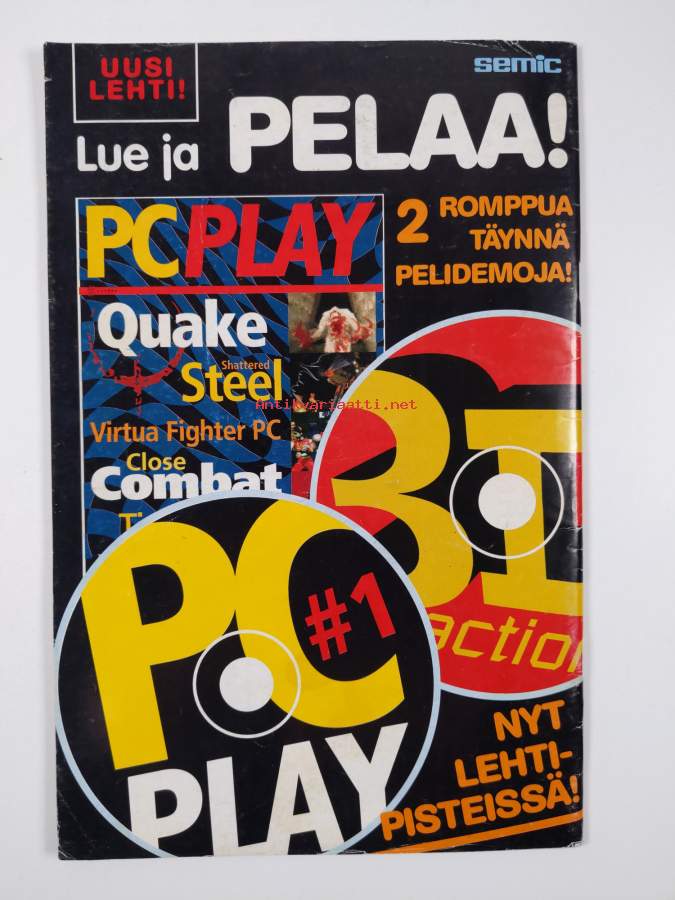 UUSI
LEHTI!
semic
Lue ja PELAA!
PC PLAY
2 ROMPPUA
TÄYNNÄ
PELIDEMOJA!
Quake
Shattered
Steel
Antikvariaatti.net
Virtua Fighter PC
Close
Combat
action
PC
#1
PLAY
NYT
LEHTI-
PISTEISSÄ!